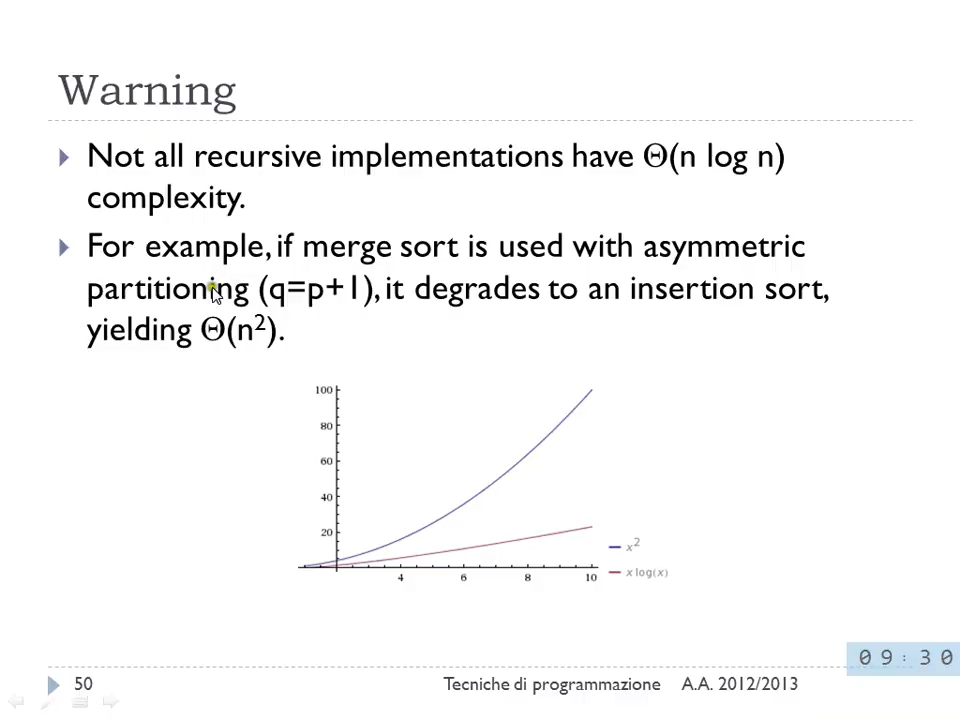 Warning
Not all recursive implementations have Θ(n log n)
complexity.
For example, if merge sort is used with asymmetric
partitioning (q=p+1), it degrades to an insertion sort,
yielding Θ(n²).
100
80
60
40
20
4 6 8 10
x²
x log(x)
09:30
50 Tecniche di programmazione A.A. 2012/2013